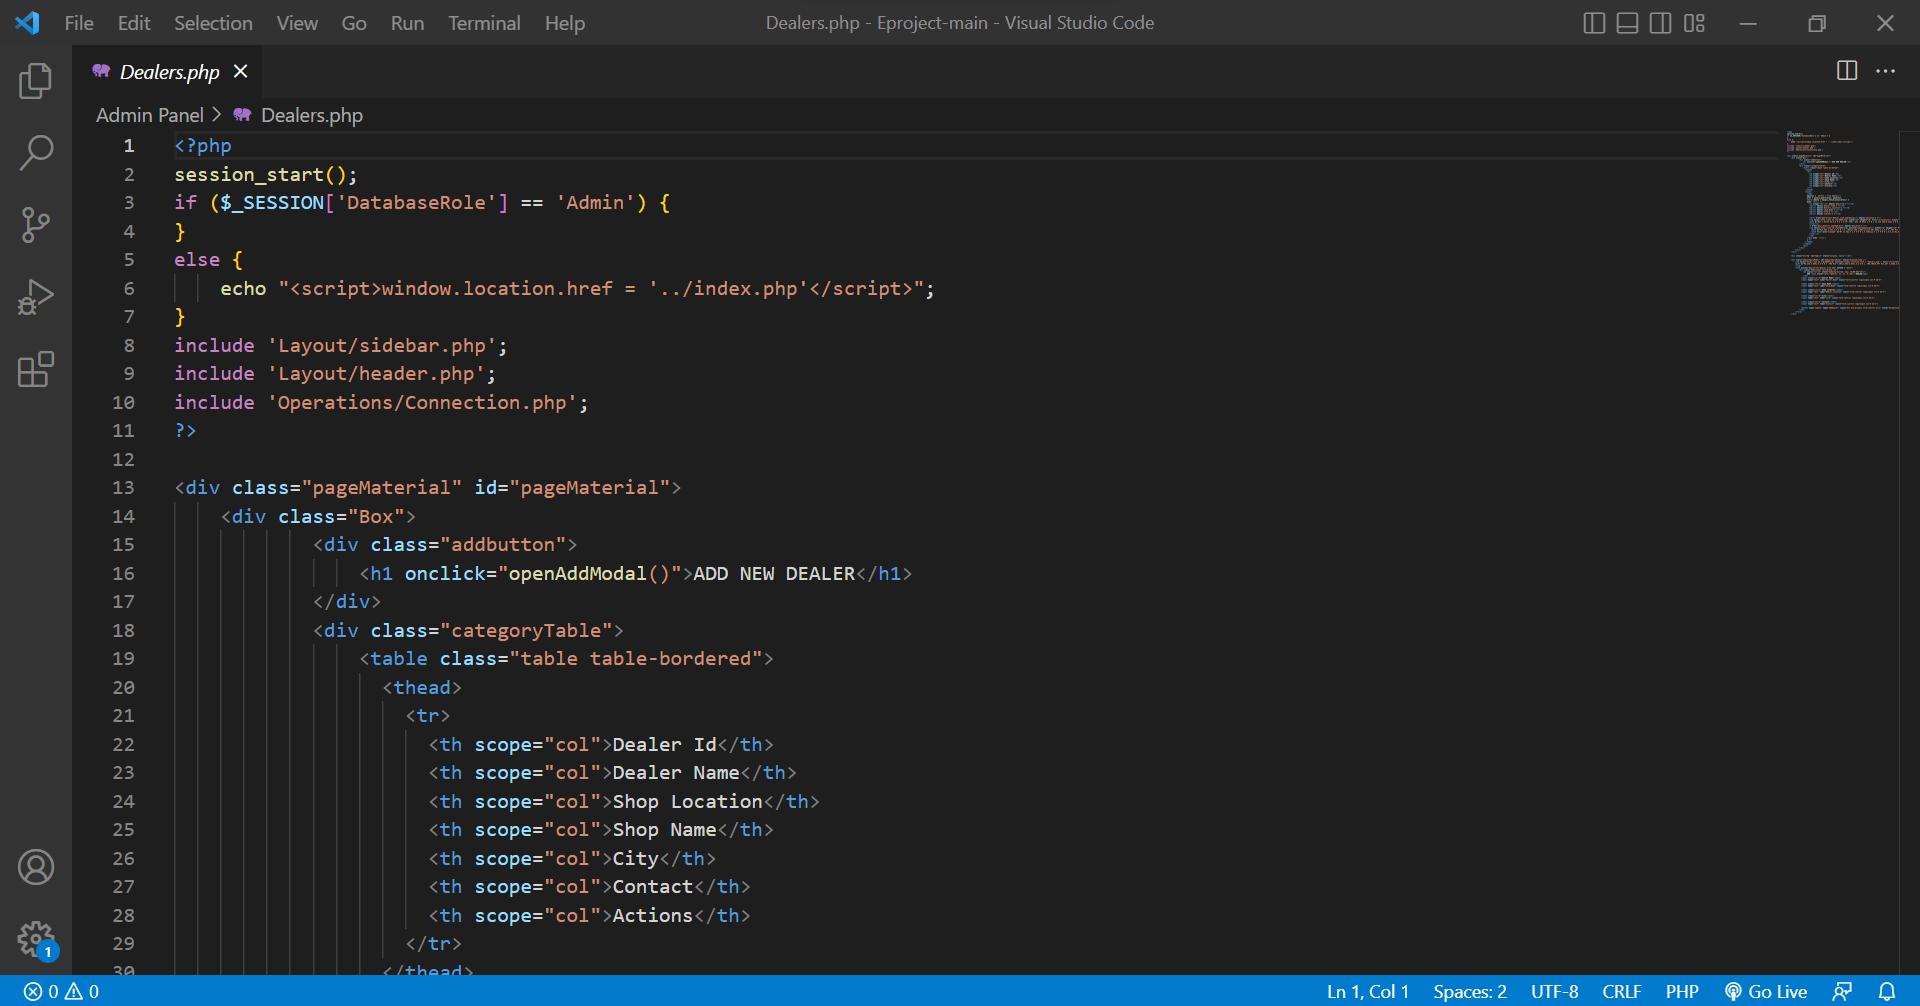 File Edit Selection View Go Run Terminal Help
Dealers.php - Eproject-main - Visual Studio Code
Dealers.php
Admin Panel > Dealers.php
1 <?php
2 session_start();
3 if ($_SESSION['DatabaseRole'] == 'Admin') {
4 }
5 else {
6 echo "<script>window.location.href = '../index.php'</script>";
7 }
8 include 'Layout/sidebar.php';
9 include 'Layout/header.php';
10 include 'Operations/Connection.php';
11 ?>
12
13 <div class="pageMaterial" id="pageMaterial">
14 <div class="Box">
15 <div class="addbutton">
16 <h1 onclick="openAddModal()">ADD NEW DEALER</h1>
17 </div>
18 <div class="categoryTable">
19 <table class="table table-bordered">
20 <thead>
21 <tr>
22 <th scope="col">Dealer Id</th>
23 <th scope="col">Dealer Name</th>
24 <th scope="col">Shop Location</th>
25 <th scope="col">Shop Name</th>
26 <th scope="col">City</th>
27 <th scope="col">Contact</th>
28 <th scope="col">Actions</th>
29 </tr>
30 </thead>
1
0 0 Ln 1, Col 1 Spaces: 2 UTF-8 CRLF PHP Go Live